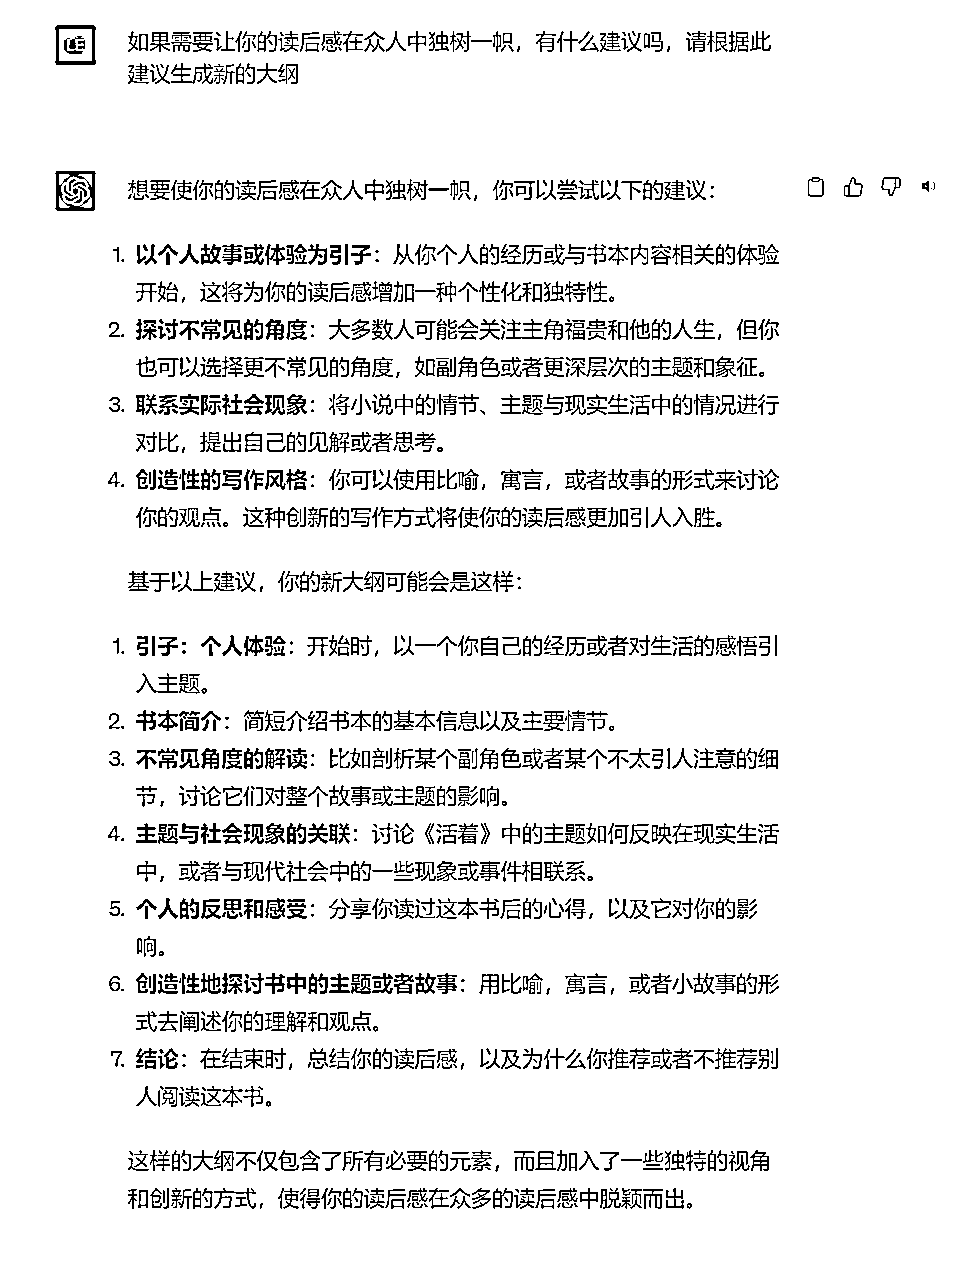 如果需要让你的读后感在众人中独树一帜，有什么建议吗，请根据此
建议生成新的大纲
想要使你的读后感在众人中独树一帜，你可以尝试以下的建议：
1. 以个人故事或体验为引子：从你个人的经历或与书本内容相关的体验
开始，这将为你的读后感增加一种个性化和独特性。
2. 探讨不常见的角度：大多数人可能会关注主角福贵和他的人生，但你
也可以选择更不常见的角度，如副角色或者更深层次的主题和象征。
3. 联系实际社会现象：将小说中的情节、主题与现实生活中的情况进行
对比，提出自己的见解或者思考。
4. 创造性的写作风格：你可以使用比喻，寓言，或者故事的形式来讨论
你的观点。这种创新的写作方式将使你的读后感更加引人入胜。
基于以上建议，你的新大纲可能会是这样：
1. 引子：个人体验：开始时，以一个你自己的经历或者对生活的感悟引
入主题。
2. 书本简介：简短介绍书本的基本信息以及主要情节。
3. 不常见角度的解读：比如剖析某个副角色或者某个不太引人注意的细
节，讨论它们对整个故事或主题的影响。
4. 主题与社会现象的关联：讨论《活着》中的主题如何反映在现实生活
中，或者与现代社会中的一些现象或事件相联系。
5. 个人的反思和感受：分享你读过这本书后的心得，以及它对你的影
响。
6. 创造性地探讨书中的主题或者故事：用比喻，寓言，或者小故事的形
式去阐述你的理解和观点。
7. 结论：在结束时，总结你的读后感，以及为什么你推荐或者不推荐别
人阅读这本书。
这样的大纲不仅包含了所有必要的元素，而且加入了一些独特的视角
和创新的方式，使得你的读后感在众多的读后感中脱颖而出。